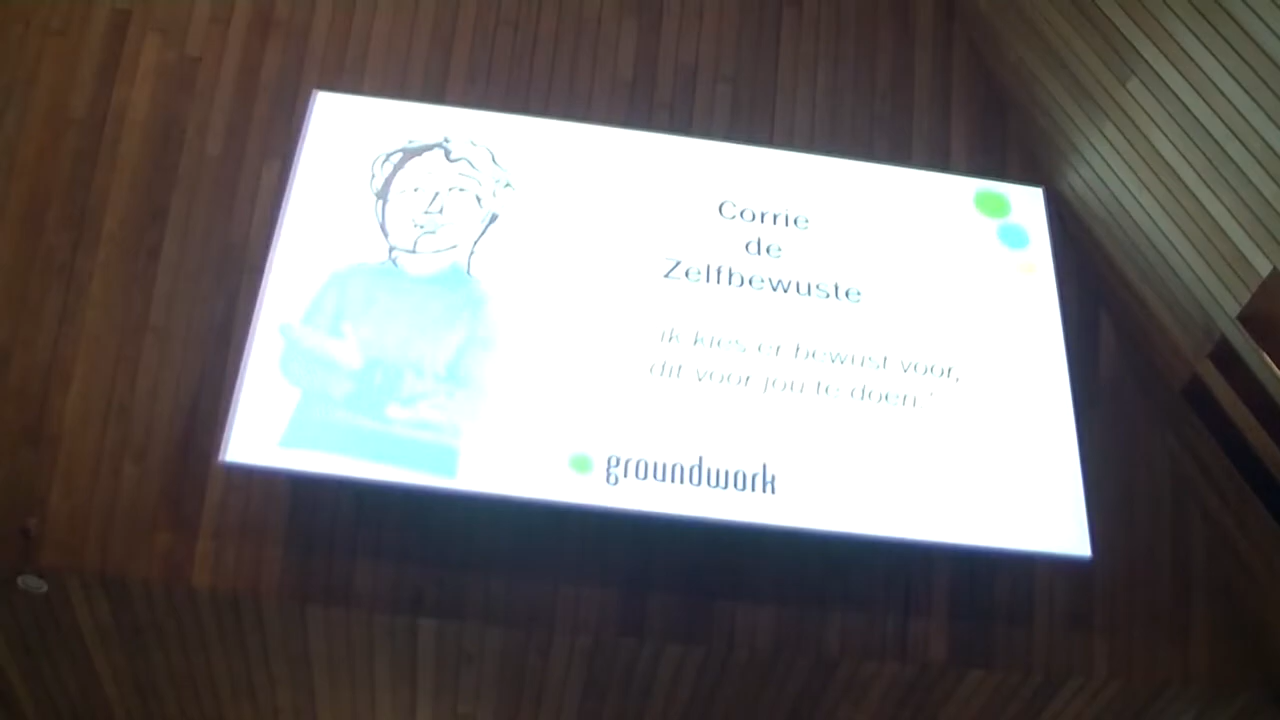 Corrie
de
Zelfbewuste
ik kies er bewust voor,
dit voor jou te doen.'
groundwork